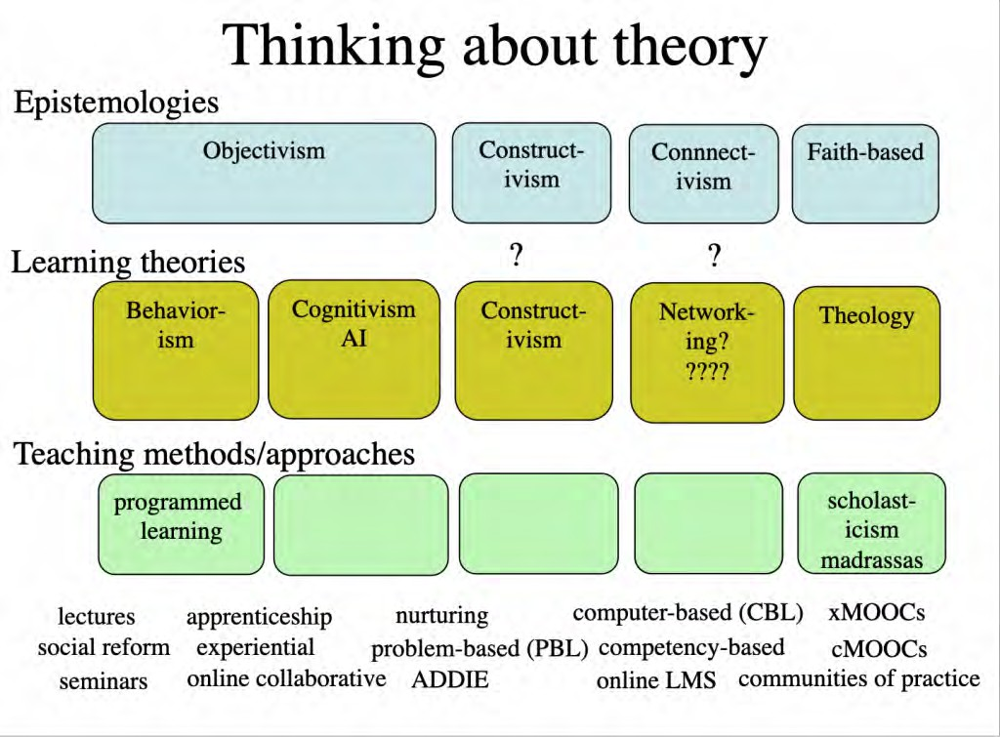 Thinking about theory
Epistemologies
Objectivism
Construct-
ivism
Connnect-
ivism
Faith-based
Learning theories
?
?
Behavior-
ism
Cognitivism
AI
Construct-
ivism
Network-
ing?
????
Theology
Teaching methods/approaches
programmed
learning
scholast-
icism
madrassas
lectures apprenticeship nurturing computer-based (CBL) xMOOCs
social reform experiential problem-based (PBL) competency-based cMOOCs
seminars online collaborative ADDIE online LMS communities of practice